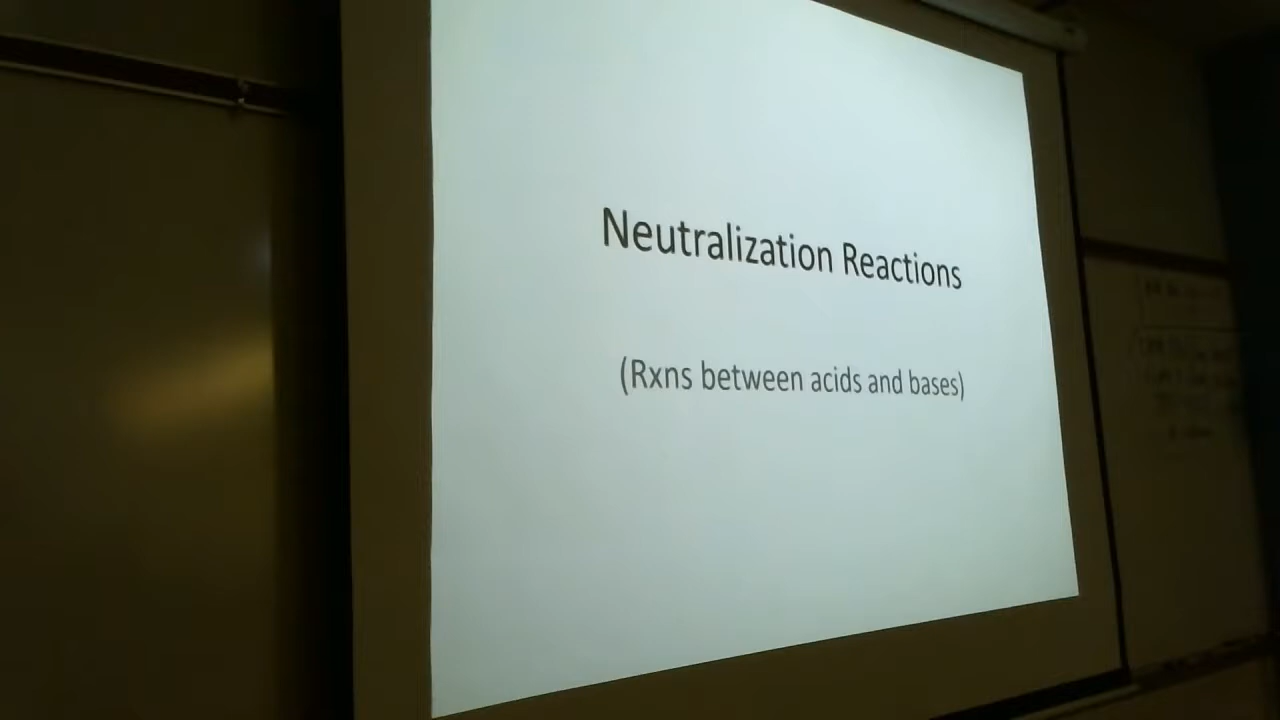 Neutralization Reactions
(Rxns between acids and bases)